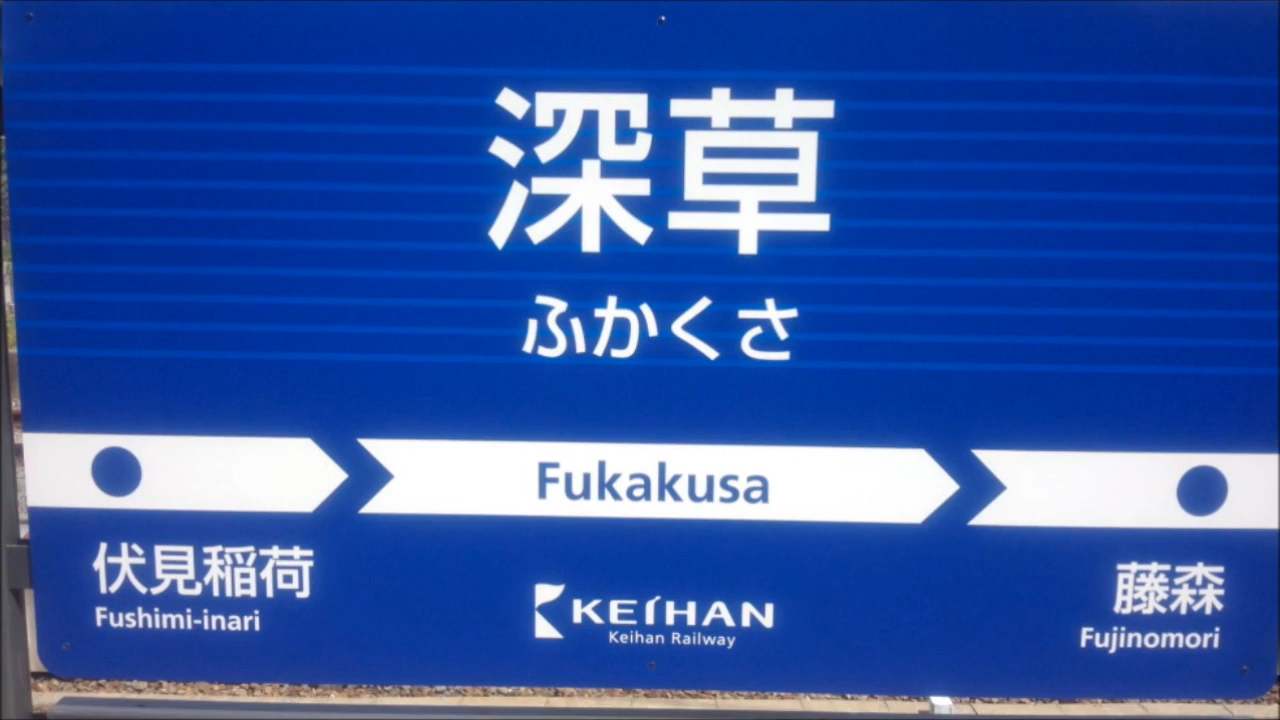 深草
ふかくさ
Fukakusa
伏見稲荷
Fushimi-inari
KEIHAN
Keihan Railway
藤森
Fujinomori